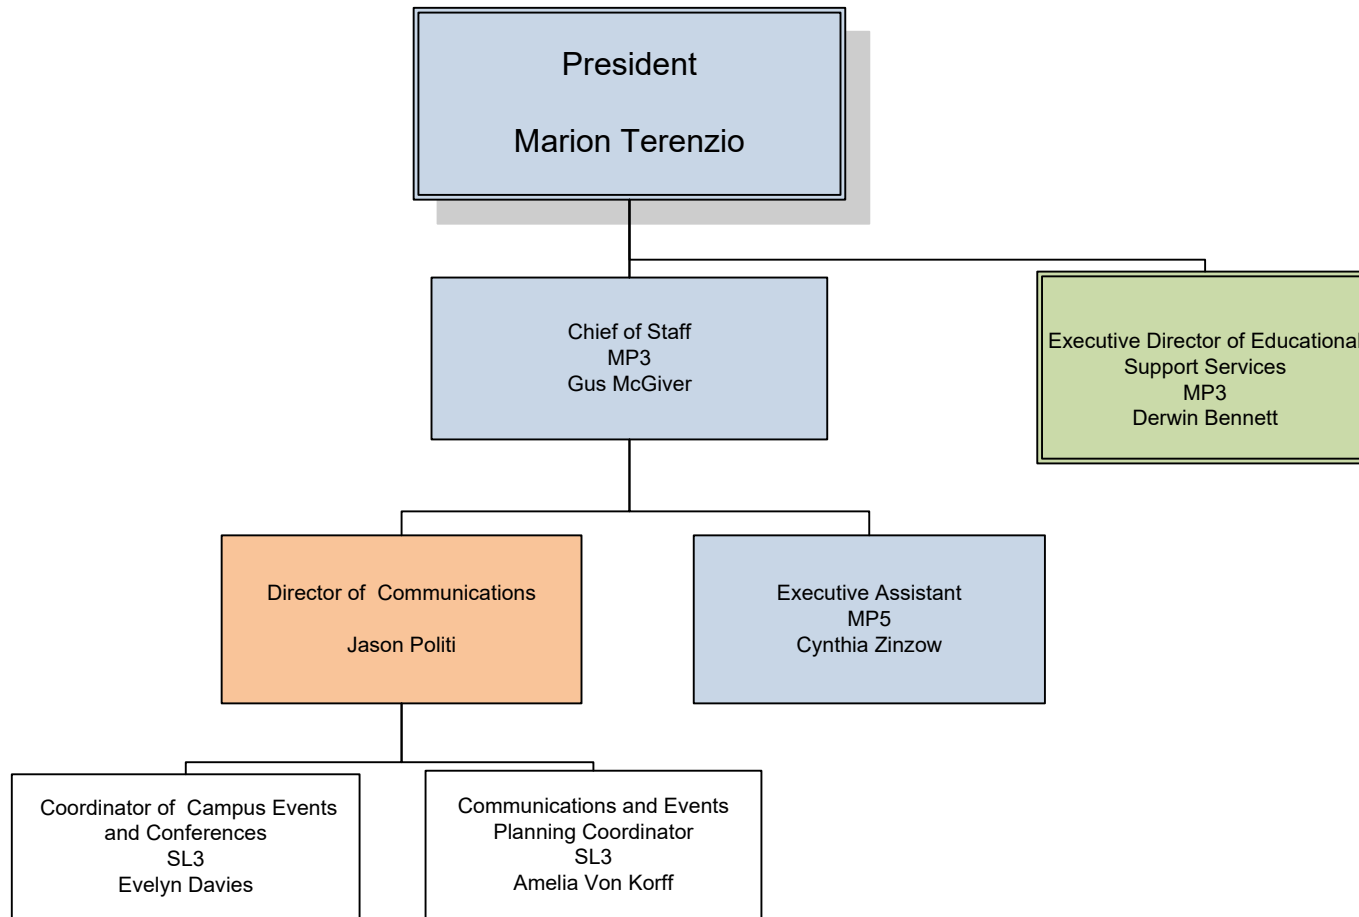 President
Marion Terenzio
Chief of Staff
MP3
Gus McGiver
Executive Director of Educational
Support Services
MP3
Derwin Bennett
Director of  Communications
Jason Politi
Executive Assistant
MP5
Cynthia Zinzow
Coordinator of  Campus Events
and Conferences
SL3
Evelyn Davies
Communications and Events
Planning Coordinator
SL3
Amelia Von Korff